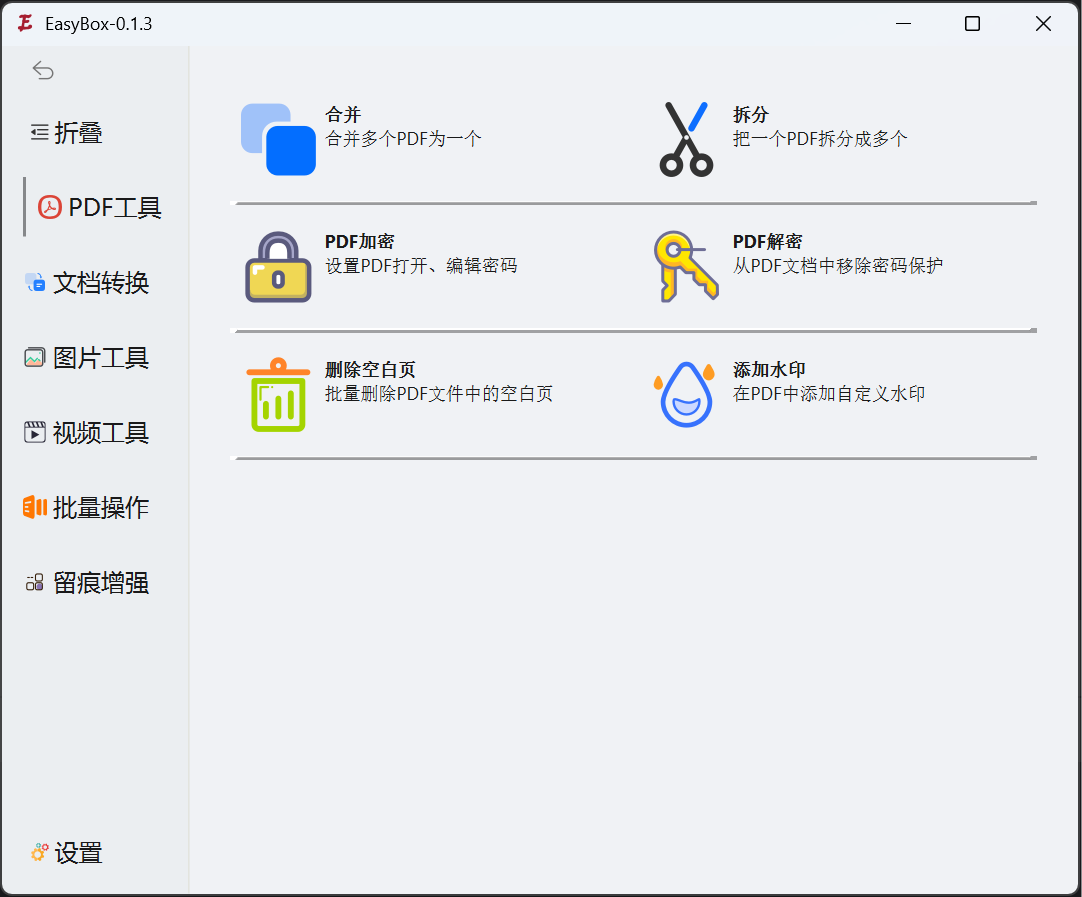 EasyBox-0.1.3
折叠
PDF工具
文档转换
图片工具
视频工具
批量操作
留痕增强
设置
合并
合并多个PDF为一个
拆分
把一个PDF拆分成多个
PDF加密
设置PDF打开、编辑密码
PDF解密
从PDF文档中移除密码保护
删除空白页
批量删除PDF文件中的空白页
添加水印
在PDF中添加自定义水印